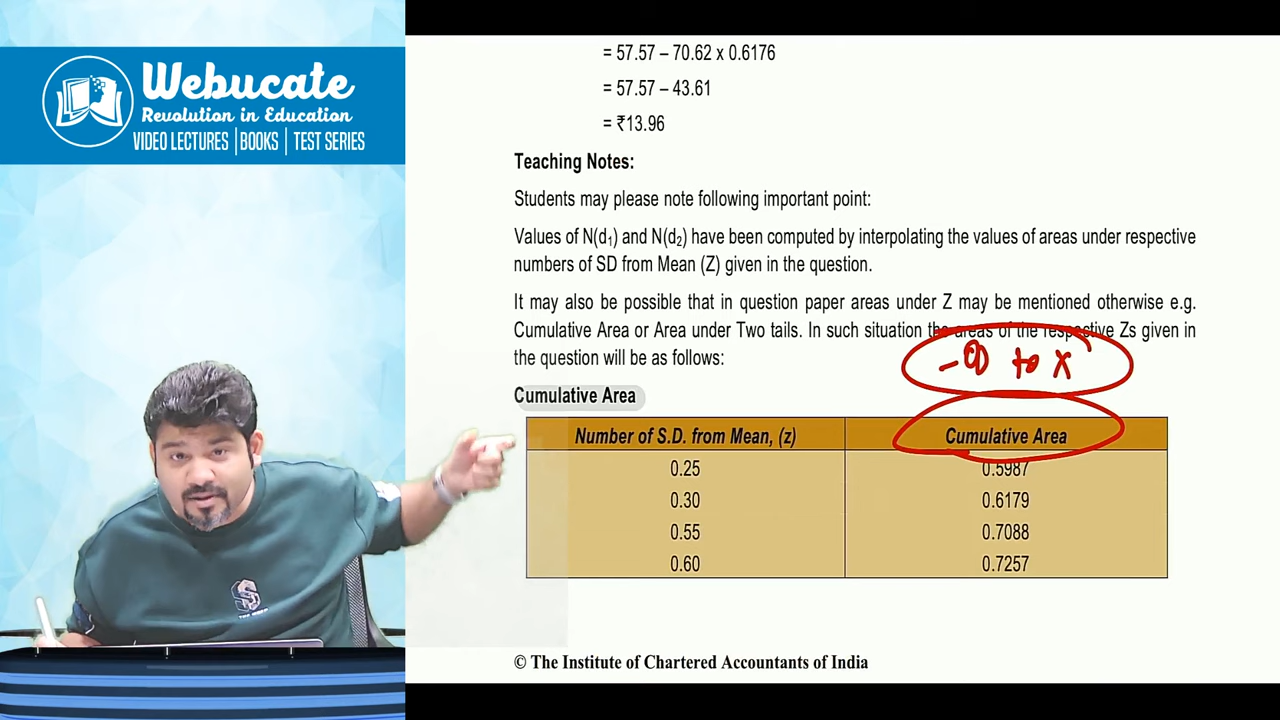 Webucate
Revolution in Education
VIDEO LECTURES | BOOKS | TEST SERIES
= 57.57 – 70.62 x 0.6176
= 57.57 – 43.61
= ₹13.96
Teaching Notes:
Students may please note following important point:
Values of N(d₁) and N(d₂) have been computed by interpolating the values of areas under respective
numbers of SD from Mean (Z) given in the question.
It may also be possible that in question paper areas under Z may be mentioned otherwise e.g.
Cumulative Area or Area under Two tails. In such situation the areas of the respective Zs given in
the question will be as follows:
-∞ to x
Cumulative Area
Number of S.D. from Mean, (z) Cumulative Area
0.25 0.5987
0.30 0.6179
0.55 0.7088
0.60 0.7257
© The Institute of Chartered Accountants of India